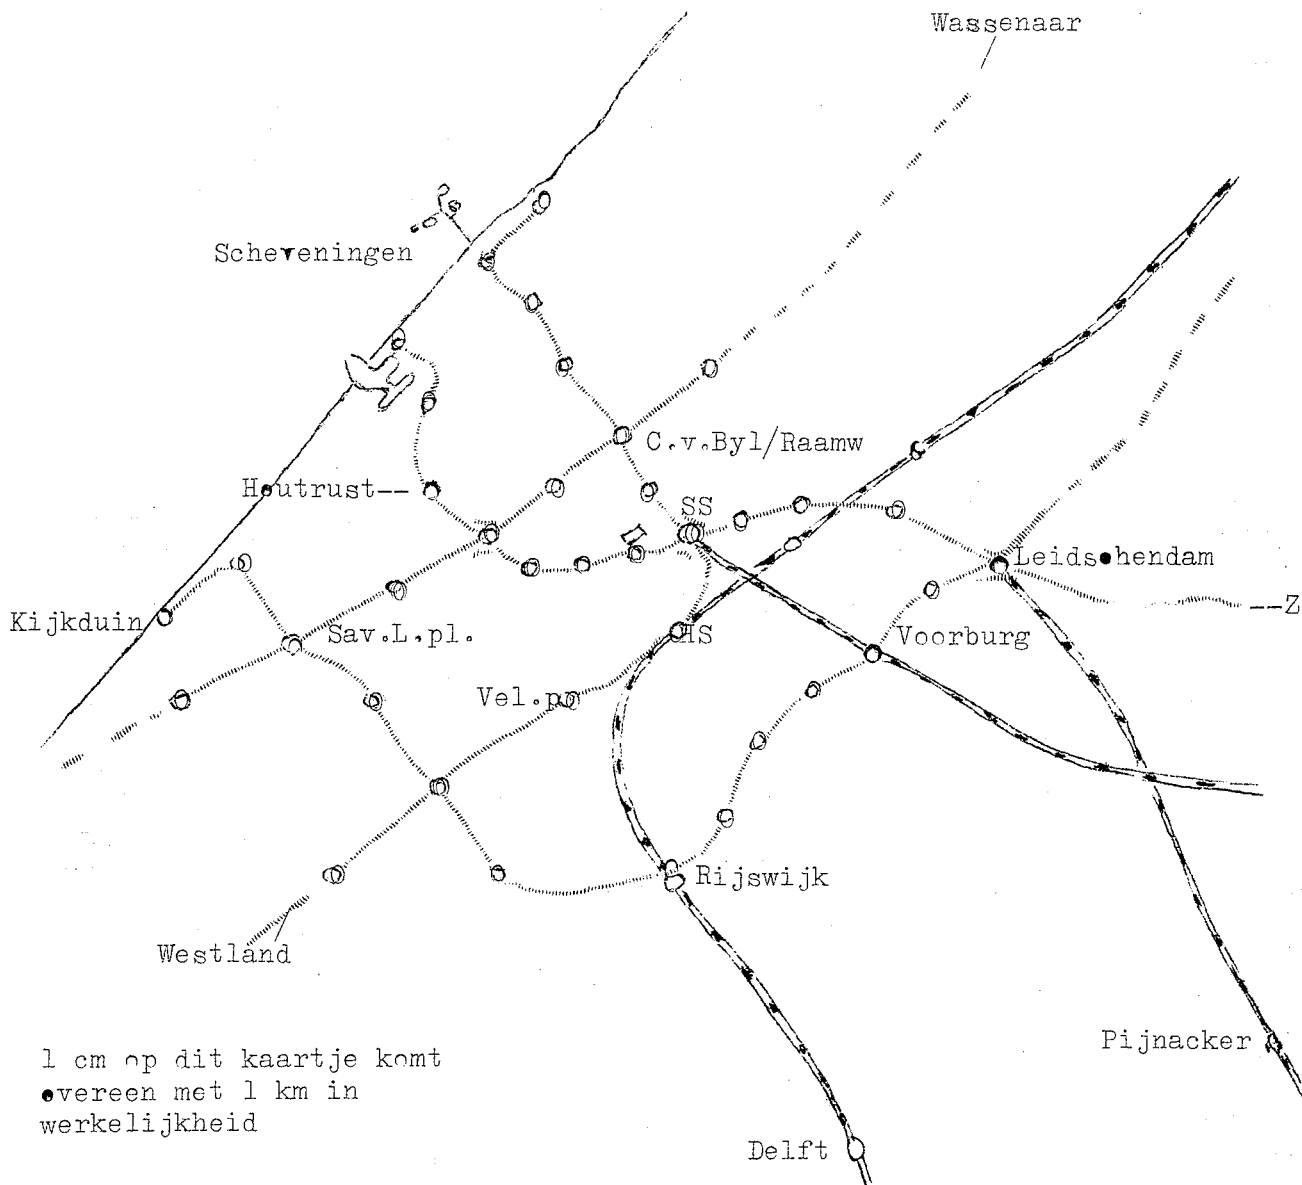 Wassenaar
Scheveningen
C.v.Byl/Raamw
Houtrust--
SS
Leidschendam
--Z
Kijkduin
Sav.L.pl.
HS
Voorburg
Vel.p.
Rijswijk
Westland
Pijnacker
1 cm op dit kaartje komt
overeen met 1 km in
werkelijkheid
Delft